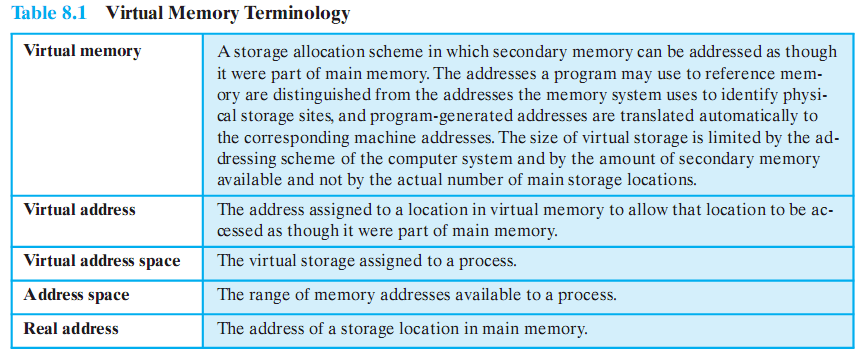 Table 8.1 Virtual Memory Terminology
Virtual memory
A storage allocation scheme in which secondary memory can be addressed as though
it were part of main memory. The addresses a program may use to reference mem-
ory are distinguished from the addresses the memory system uses to identify physi-
cal storage sites, and program-generated addresses are translated automatically to
the corresponding machine addresses. The size of virtual storage is limited by the ad-
dressing scheme of the computer system and by the amount of secondary memory
available and not by the actual number of main storage locations.
Virtual address
The address assigned to a location in virtual memory to allow that location to be ac-
cessed as though it were part of main memory.
Virtual address space
The virtual storage assigned to a process.
Address space
The range of memory addresses available to a process.
Real address
The address of a storage location in main memory.